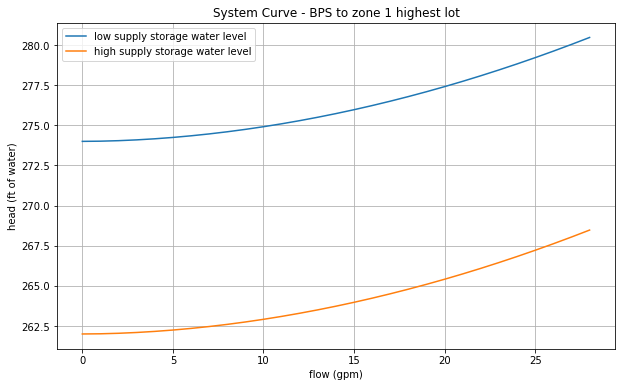 System Curve - BPS to zone 1 highest lot
low supply storage water level
high supply storage water level
280.0
277.5
275.0
272.5
270.0
267.5
265.0
262.5
head (ft of water)
0 5 10 15 20 25
flow (gpm)